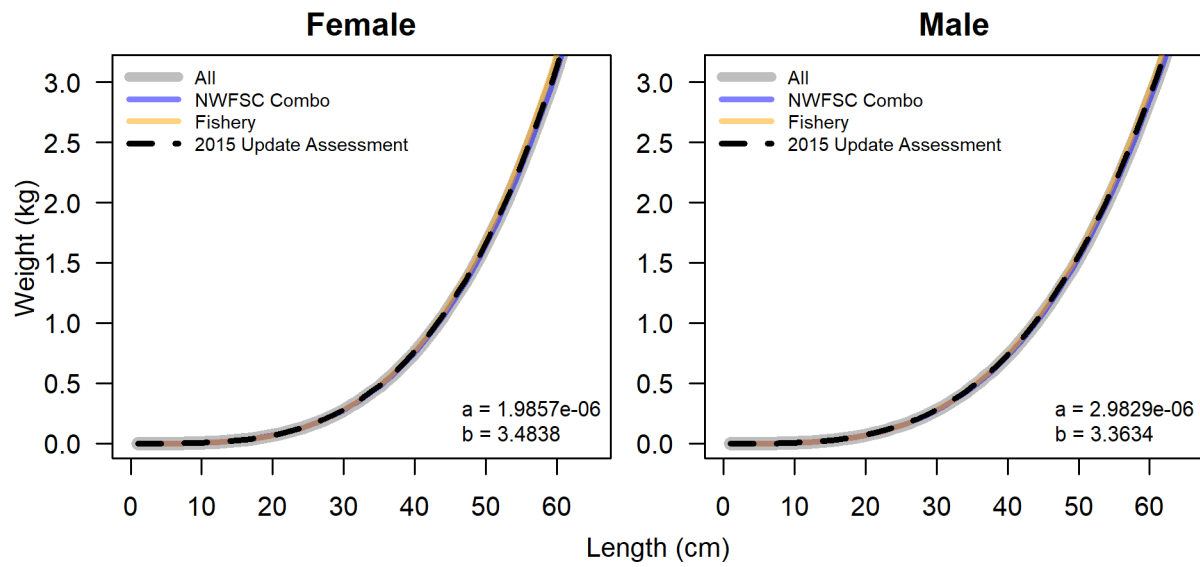 Female
All
NWFSC Combo
Fishery
2015 Update Assessment
3.0
2.5
2.0
1.5
1.0
0.5
0.0
Weight (kg)
a = 1.9857e-06
b = 3.4838
0 10 20 30 40 50 60
Male
All
NWFSC Combo
Fishery
2015 Update Assessment
3.0
2.5
2.0
1.5
1.0
0.5
0.0
a = 2.9829e-06
b = 3.3634
0 10 20 30 40 50 60
Length (cm)